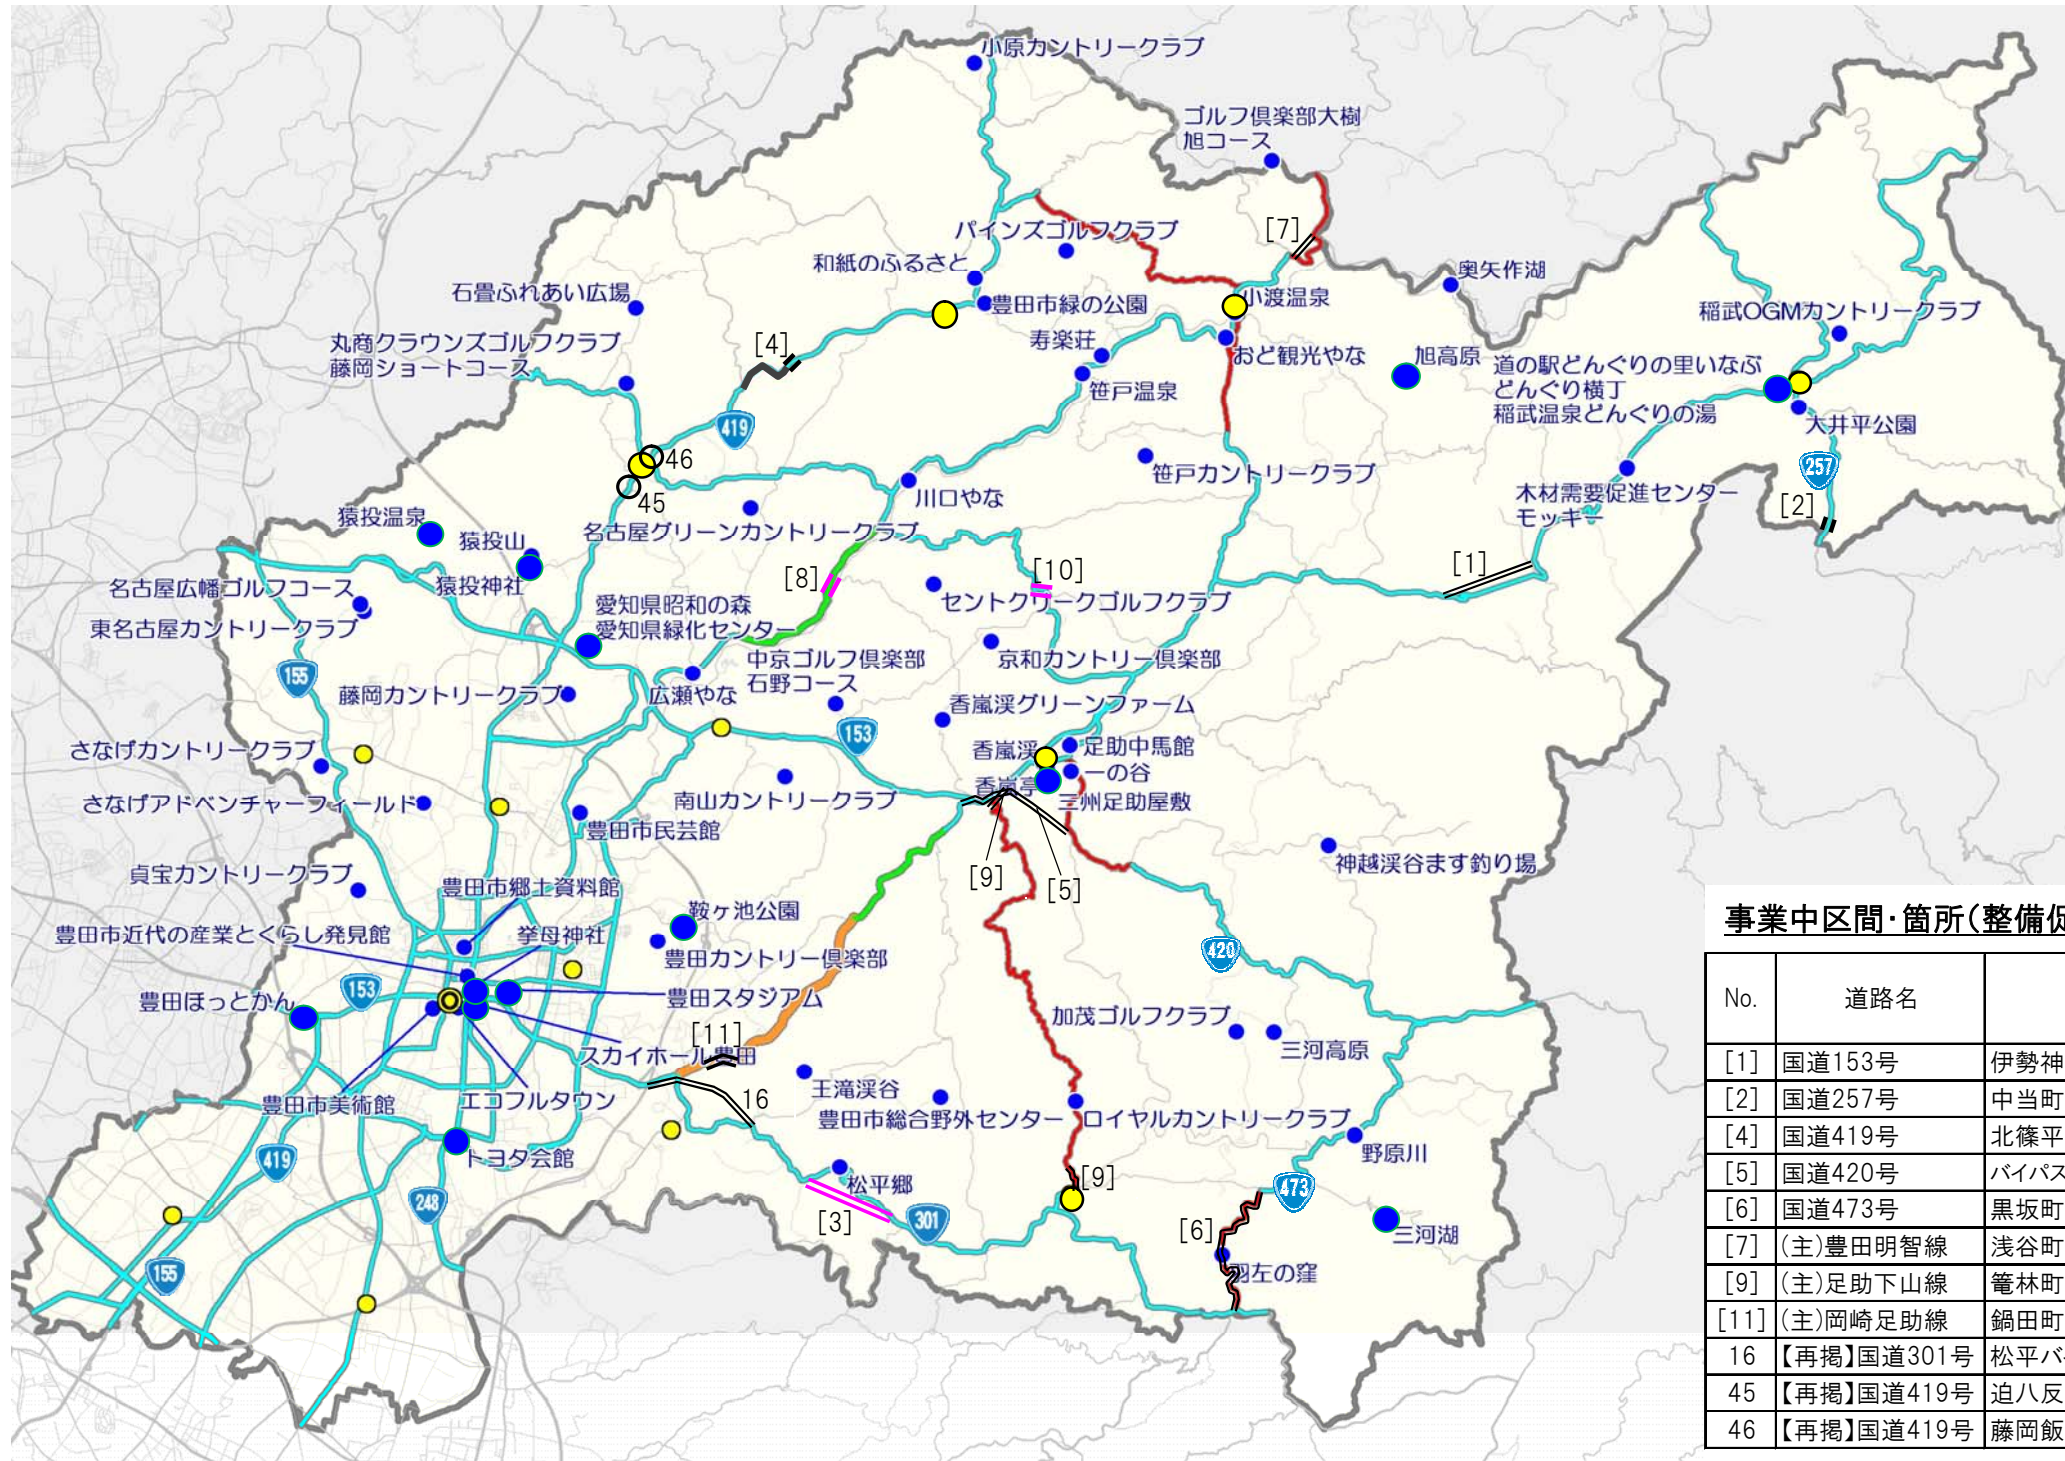 小原カントリークラブ
ゴルフ倶楽部大樹
旭コース
[7]
パインズゴルフクラブ
和紙のふるさと
奥矢作湖
石畳ふれあい広場
豊田市緑の公園
小渡温泉
稲武OGMカントリークラブ
丸商クラウンズゴルフクラブ
藤岡ショートコース
[4]
寿楽荘
おど観光やな
旭高原
道の駅どんぐりの里いなぶ
どんぐり横丁
稲武温泉どんぐりの湯
笹戸温泉
大井平公園
419
46
45
笹戸カントリークラブ
257
川口やな
木材需要促進センター
モッキー
[2]
猿投温泉
猿投山
名古屋グリーンカントリークラブ
[1]
[8]
[10]
猿投神社
名古屋広幡ゴルフコース
東名古屋カントリークラブ
愛知県昭和の森
愛知県緑化センター
セントクリークゴルフクラブ
155
中京ゴルフ倶楽部
石野コース
京和カントリー倶楽部
藤岡カントリークラブ
広瀬やな
香嵐渓グリーンファーム
153
さなげカントリークラブ
香嵐渓
足助中馬館
一の谷
香嵐亭
三州足助屋敷
さなげアドベンチャーフィールド
南山カントリークラブ
豊田市民芸館
神越渓谷ます釣り場
[9]
[5]
貞宝カントリークラブ
豊田市郷土資料館
鞍ヶ池公園
豊田市近代の産業とくらし発見館
挙母神社
豊田カントリー倶楽部
420
豊田ほっとかん
153
豊田スタジアム
加茂ゴルフクラブ
三河高原
[11]
スカイホール豊田
王滝渓谷
16
豊田市美術館
エコフルタウン
豊田市総合野外センター
ロイヤルカントリークラブ
野原川
トヨタ会館
419
松平郷
[9]
473
248
[3]
301
[6]
三河湖
155
羽左の窪
事業中区間・箇所(整備促
No. 道路名
[1] 国道153号 伊勢神
[2] 国道257号 中当町
[4] 国道419号 北篠平
[5] 国道420号 バイパス
[6] 国道473号 黒坂町
[7] (主)豊田明智線 浅谷町
[9] (主)足助下山線 篭林町
[11] (主)岡崎足助線 鍋田町
16 【再掲】国道301号 松平バ
45 【再掲】国道419号 迫八反
46 【再掲】国道419号 藤岡飯